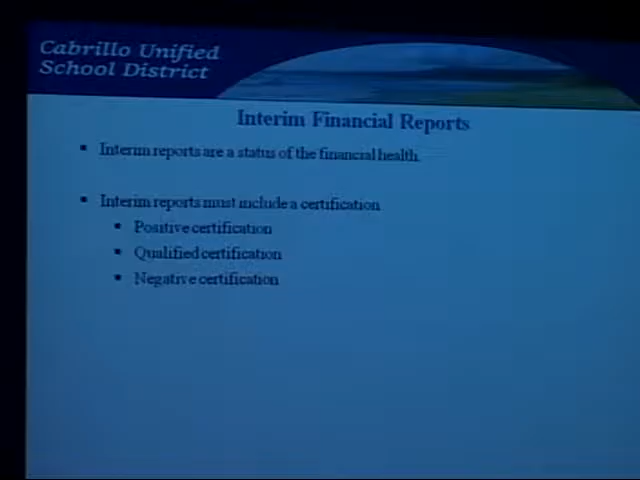 Cabrillo Unified
School District
Interim Financial Reports
Interim reports are a status of the financial health.
Interim reports must include a certification
Positive certification
Qualified certification
Negative certification